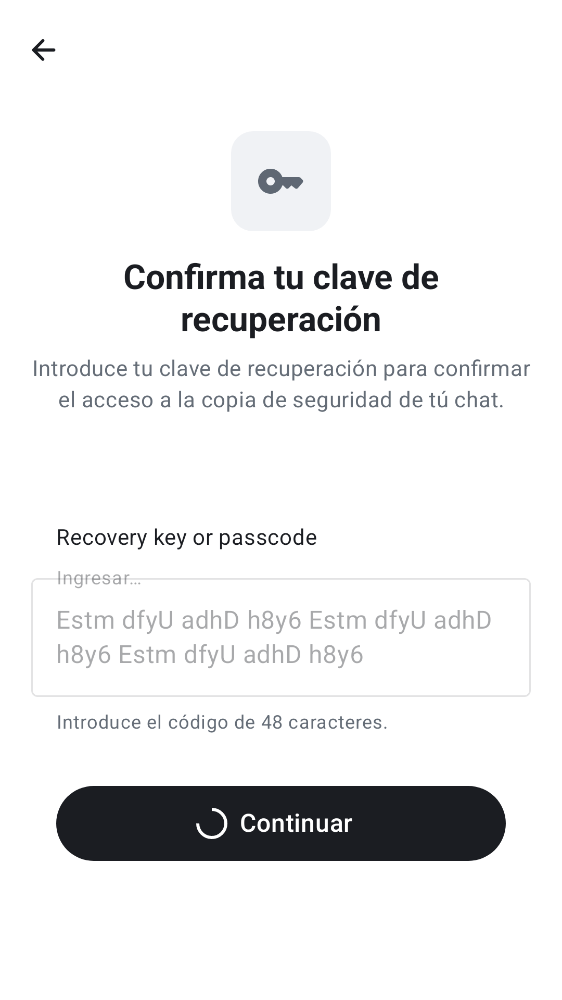 Confirma tu clave de
recuperación
Introduce tu clave de recuperación para confirmar
el acceso a la copia de seguridad de tú chat.
Recovery key or passcode
Ingresar…
Estm dfyU adhD h8y6 Estm dfyU adhD
h8y6 Estm dfyU adhD h8y6
Introduce el código de 48 caracteres.
Continuar